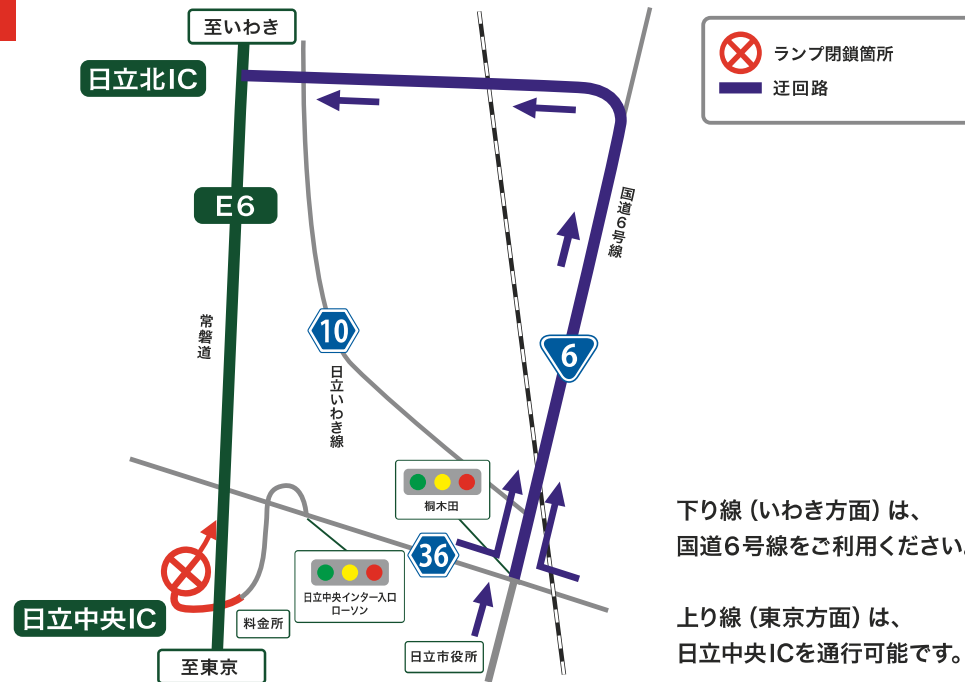 至いわき
日立北IC
E6
常磐道
10
日立いわき線
国道6号線
6
桐木田
36
日立中央インター入口
ローソン
料金所
日立中央IC
日立市役所
至東京
ランプ閉鎖箇所
迂回路
下り線（いわき方面）は、
国道6号線をご利用ください。
上り線（東京方面）は、
日立中央ICを通行可能です。